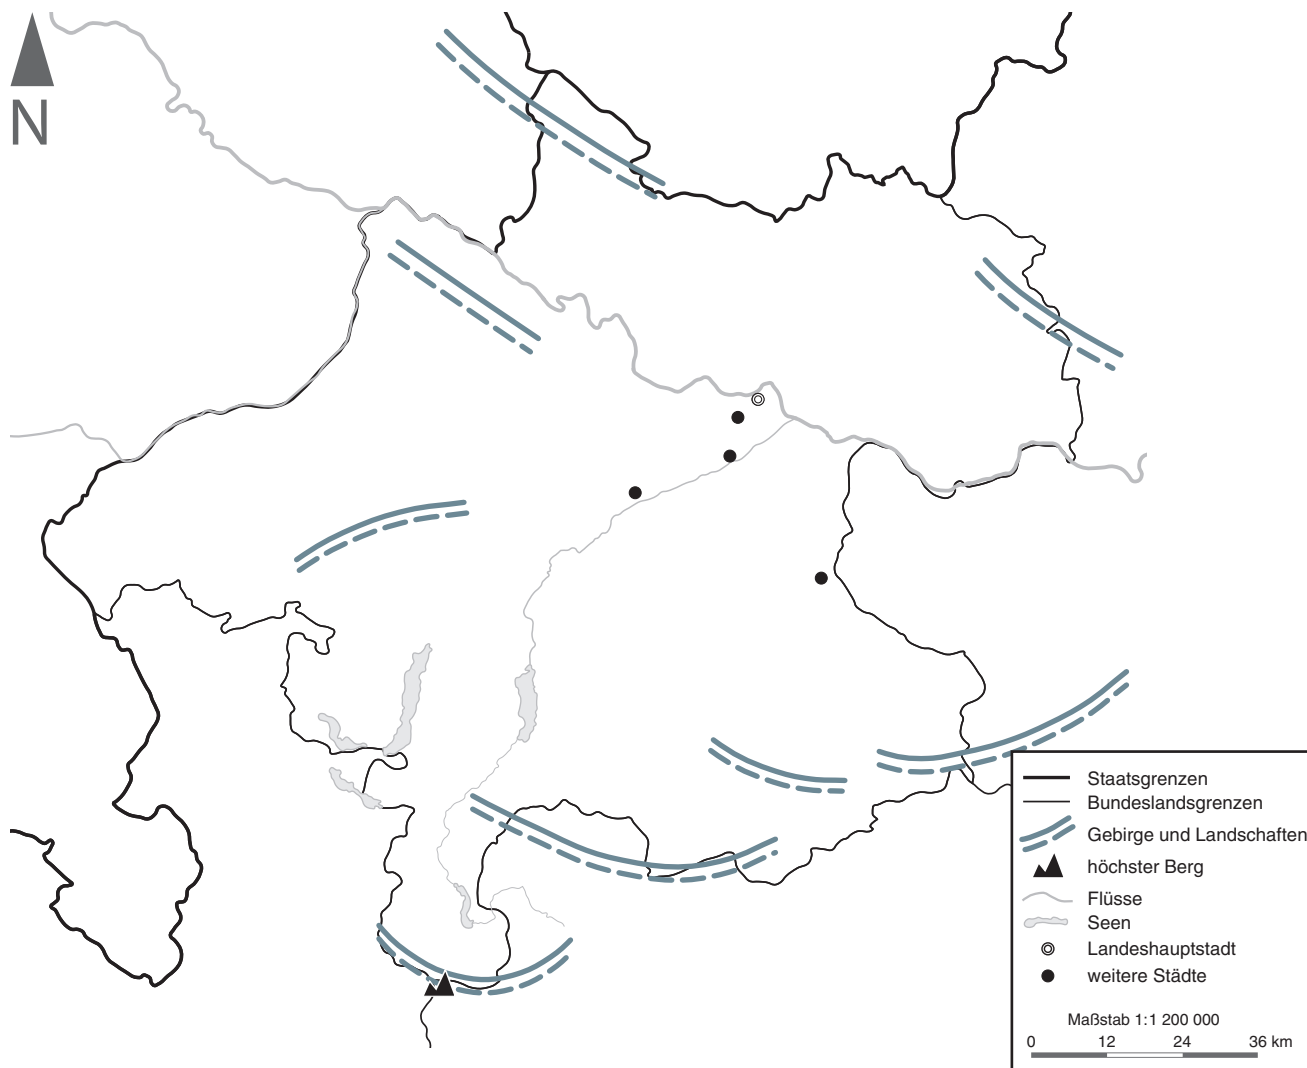 N
Staatsgrenzen
Bundeslandsgrenzen
Gebirge und Landschaften
höchster Berg
Flüsse
Seen
Landeshauptstadt
weitere Städte
Maßstab 1:1 200 000
0 12 24 36 km